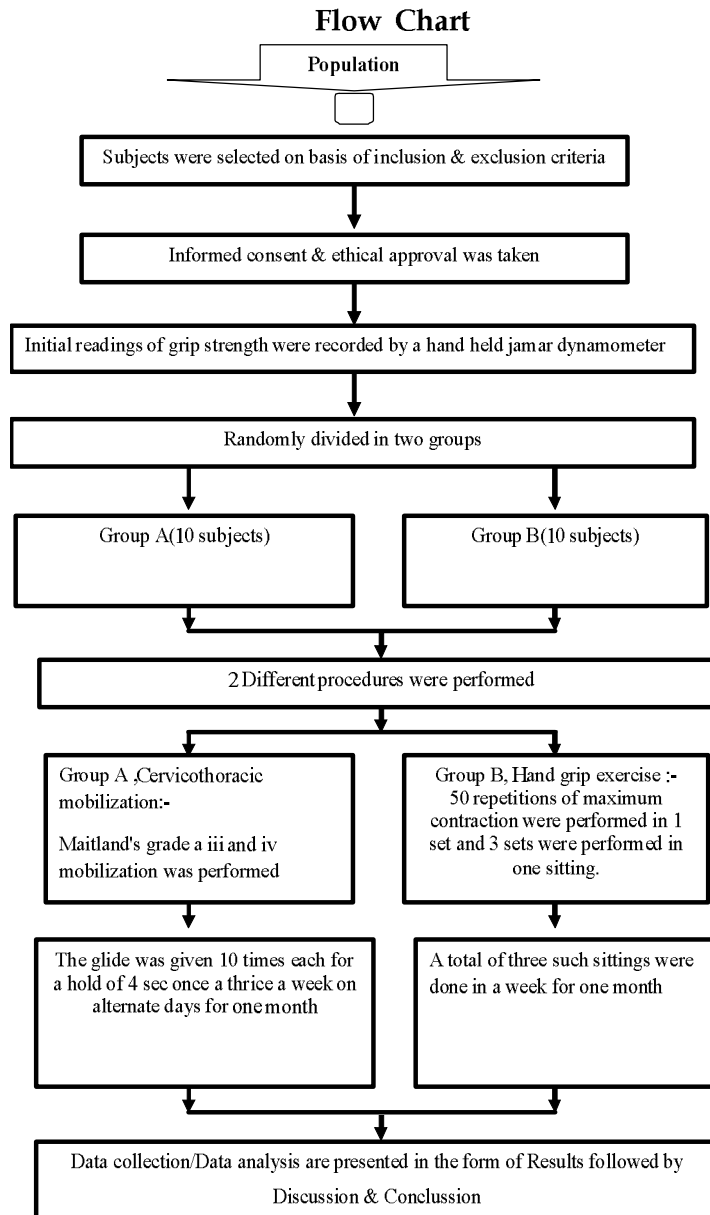 Flow Chart
Population
Subjects were selected on basis of inclusion & exclusion criteria
Informed consent & ethical approval was taken
Initial readings of grip strength were recorded by a hand held jamar dynamometer
Randomly divided in two groups
Group A(10 subjects)
Group B(10 subjects)
2 Different procedures were performed
Group A ,Cervicothoracic
mobilization:-
Maitland's grade a iii and iv
mobilization was performed
Group B, Hand grip exercise :-
50 repetitions of maximum
contraction were performed in 1
set and 3 sets were performed in
one sitting.
The glide was given 10 times each for
a hold of 4 sec once a thrice a week on
alternate days for one month
A total of three such sittings were
done in a week for one month
Data collection/Data analysis are presented in the form of Results followed by
Discussion & Conclussion